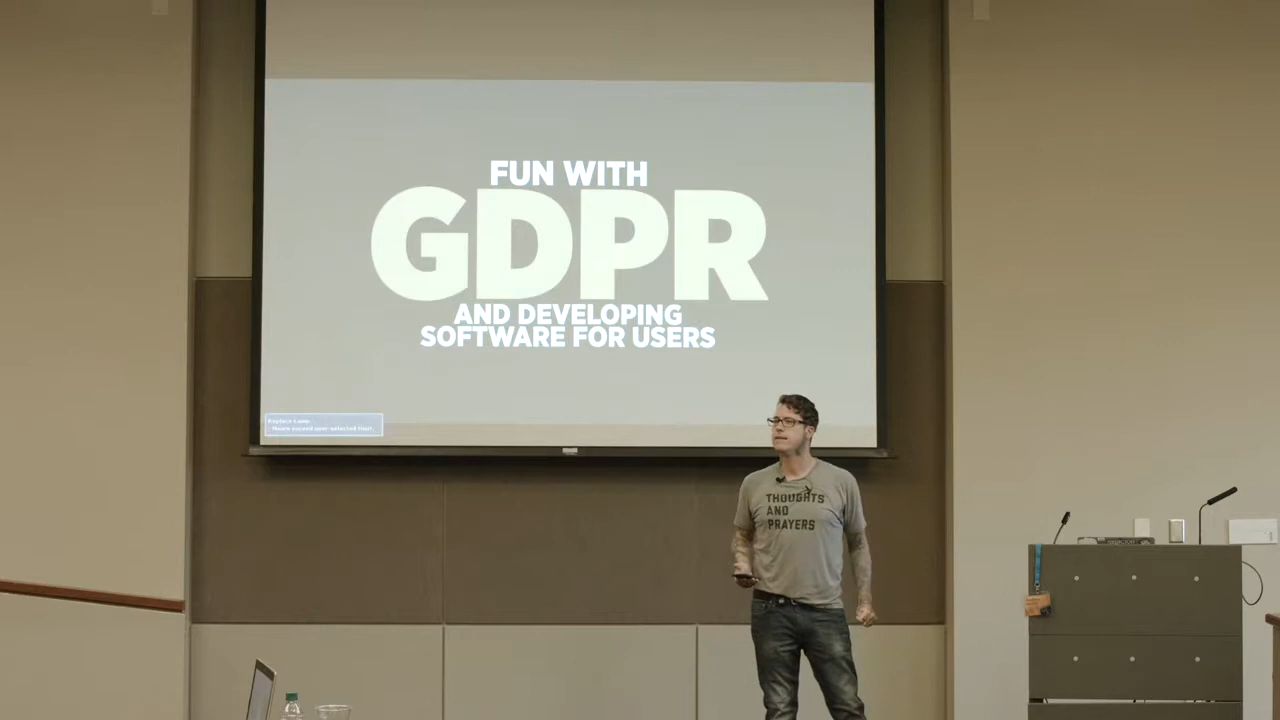 FUN WITH
GDPR
AND DEVELOPING
SOFTWARE FOR USERS
THOUGHTS
AND
PRAYERS